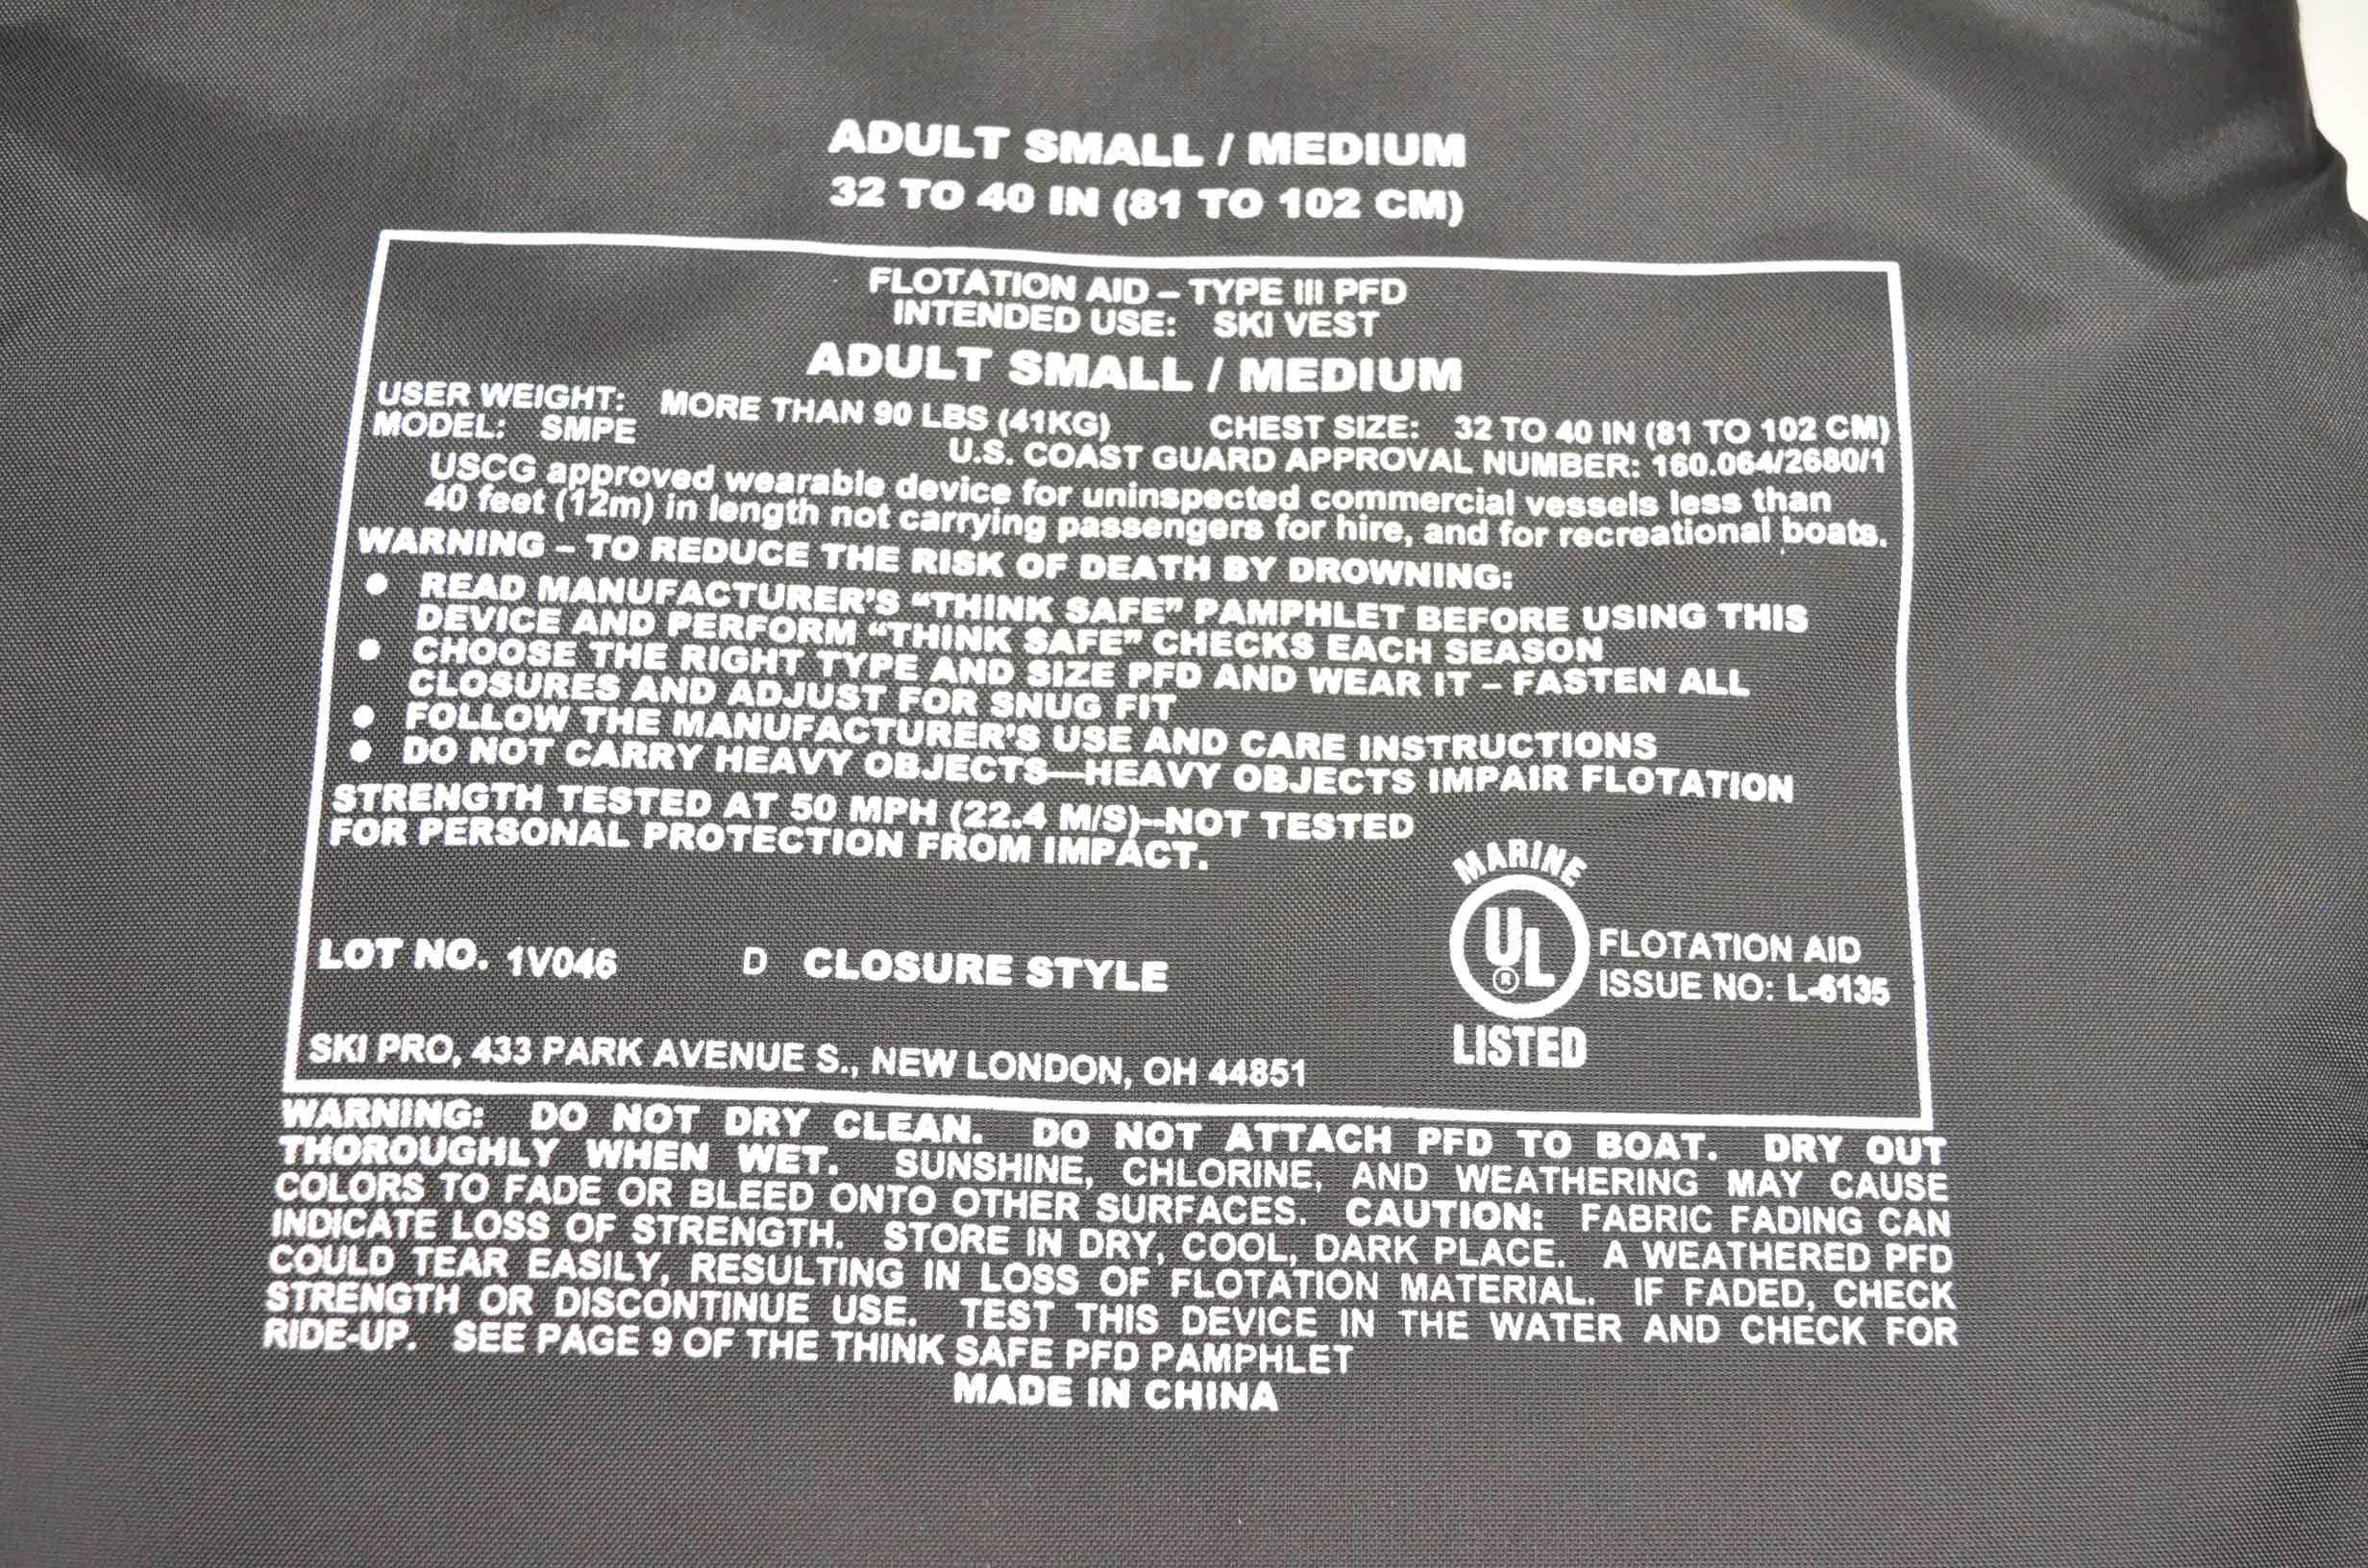 ADULT SMALL / MEDIUM
32 TO 40 IN (81 TO 102 CM)
FLOTATION AID – TYPE III PFD
INTENDED USE: SKI VEST
ADULT SMALL / MEDIUM
USER WEIGHT: MORE THAN 90 LBS (41KG) CHEST SIZE: 32 TO 40 IN (81 TO 102 CM)
MODEL: SMPE U.S. COAST GUARD APPROVAL NUMBER: 160.064/2680/1
USCG approved wearable device for uninspected commercial vessels less than
40 feet (12m) in length not carrying passengers for hire, and for recreational boats.
WARNING – TO REDUCE THE RISK OF DEATH BY DROWNING:
• READ MANUFACTURER'S "THINK SAFE" PAMPHLET BEFORE USING THIS
DEVICE AND PERFORM "THINK SAFE" CHECKS EACH SEASON
• CHOOSE THE RIGHT TYPE AND SIZE PFD AND WEAR IT – FASTEN ALL
CLOSURES AND ADJUST FOR SNUG FIT
• FOLLOW THE MANUFACTURER'S USE AND CARE INSTRUCTIONS
• DO NOT CARRY HEAVY OBJECTS—HEAVY OBJECTS IMPAIR FLOTATION
STRENGTH TESTED AT 50 MPH (22.4 M/S)–NOT TESTED
FOR PERSONAL PROTECTION FROM IMPACT.
MARINE
UL ®
LISTED
FLOTATION AID
ISSUE NO: L-6135
LOT NO. 1V046 D CLOSURE STYLE
SKI PRO, 433 PARK AVENUE S., NEW LONDON, OH 44851
WARNING: DO NOT DRY CLEAN. DO NOT ATTACH PFD TO BOAT. DRY OUT
THOROUGHLY WHEN WET. SUNSHINE, CHLORINE, AND WEATHERING MAY CAUSE
COLORS TO FADE OR BLEED ONTO OTHER SURFACES. CAUTION: FABRIC FADING CAN
INDICATE LOSS OF STRENGTH. STORE IN DRY, COOL, DARK PLACE. A WEATHERED PFD
COULD TEAR EASILY, RESULTING IN LOSS OF FLOTATION MATERIAL. IF FADED, CHECK
STRENGTH OR DISCONTINUE USE. TEST THIS DEVICE IN THE WATER AND CHECK FOR
RIDE-UP. SEE PAGE 9 OF THE THINK SAFE PFD PAMPHLET
MADE IN CHINA